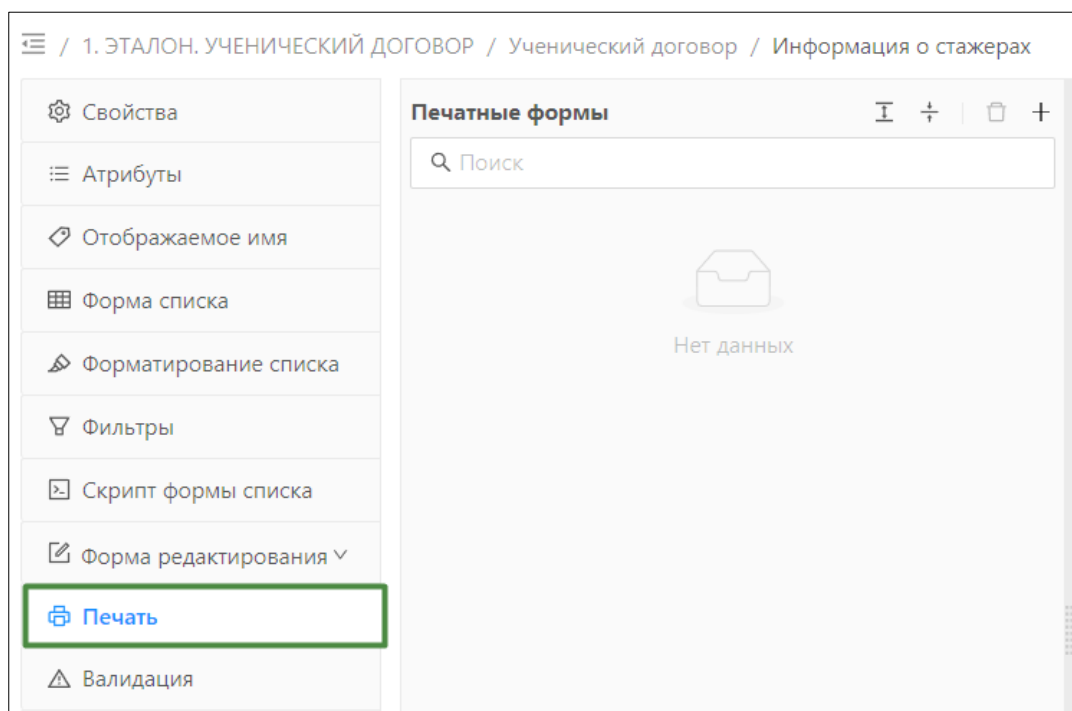 / 1. ЭТАЛОН. УЧЕНИЧЕСКИЙ ДОГОВОР / Ученический договор / Информация о стажерах
Свойства
Атрибуты
Отображаемое имя
Форма списка
Форматирование списка
Фильтры
Скрипт формы списка
Форма редактирования
Печать
Валидация
Печатные формы
Поиск
Нет данных